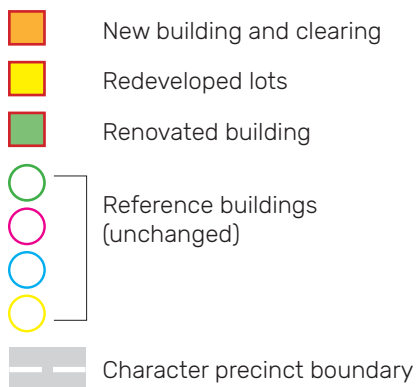 New building and clearing
Redeveloped lots
Renovated building
Reference buildings
(unchanged)
Character precinct boundary